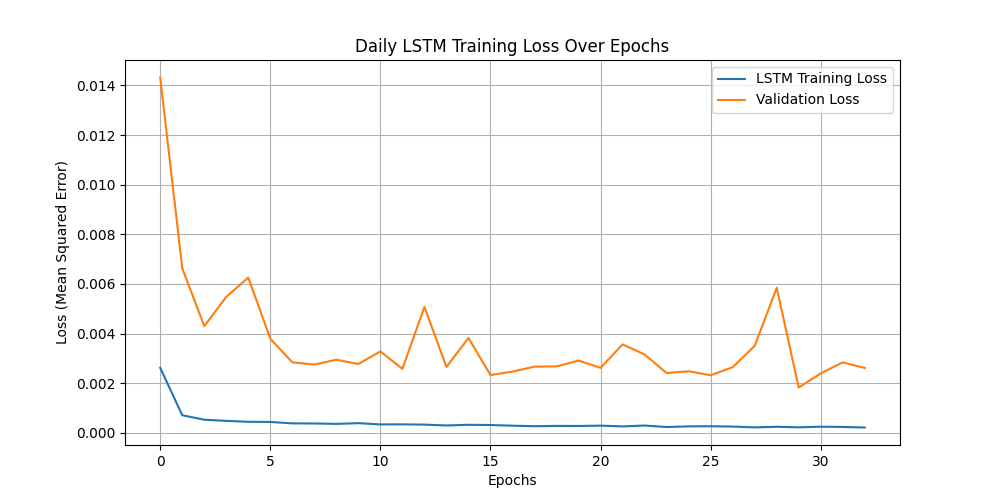 Daily LSTM Training Loss Over Epochs
LSTM Training Loss
Validation Loss
Loss (Mean Squared Error)
0.014
0.012
0.010
0.008
0.006
0.004
0.002
0.000
0 5 10 15 20 25 30
Epochs